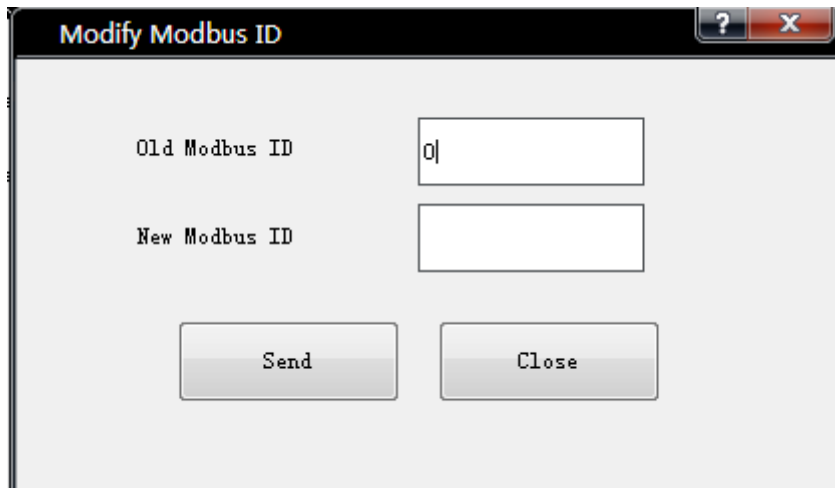 Modify Modbus ID
Old Modbus ID
0
New Modbus ID
Send
Close